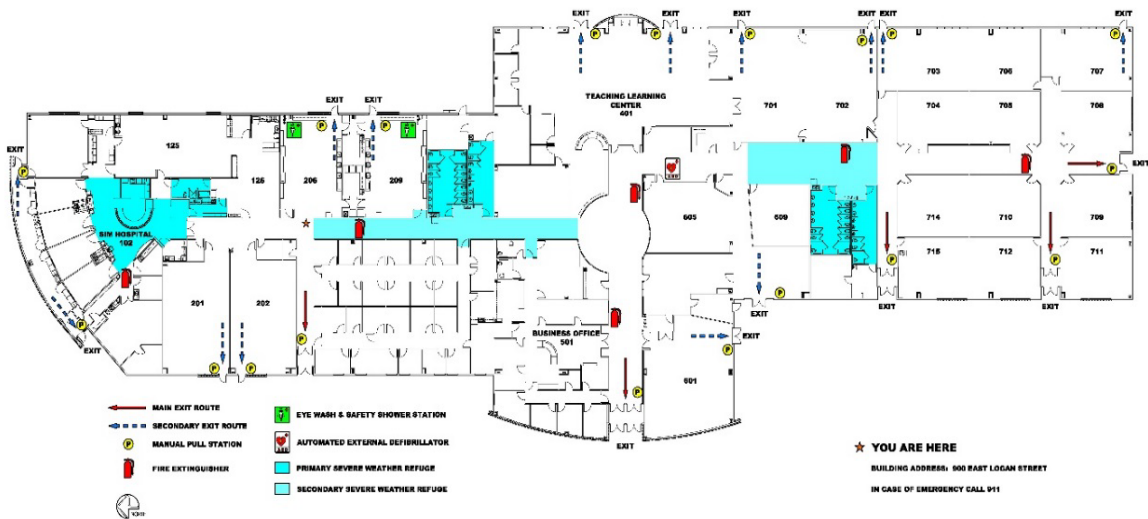 EXIT
EXIT
EXIT
EXIT
EXIT
EXIT
P
P
P
P
P
P
P
703
706
707
TEACHING LEARNING
CENTER
401
701
702
704
705
708
EXIT
EXIT
P
P
206
209
125
126
EXIT
P
AED
P
EXIT
SIM HOSPITAL
102
605
609
714
710
709
715
712
711
P
P
201
202
P
EXIT
P
EXIT
EXIT
EXIT
BUSINESS OFFICE
501
EXIT
P
601
P
P
P
P
EXIT
MAIN EXIT ROUTE
SECONDARY EXIT ROUTE
P MANUAL PULL STATION
FIRE EXTINGUISHER
EYE WASH & SAFETY SHOWER STATION
AED AUTOMATED EXTERNAL DEFIBRILLATOR
PRIMARY SEVERE WEATHER REFUGE
SECONDARY SEVERE WEATHER REFUGE
YOU ARE HERE
BUILDING ADDRESS: 900 EAST LOGAN STREET
IN CASE OF EMERGENCY CALL 911